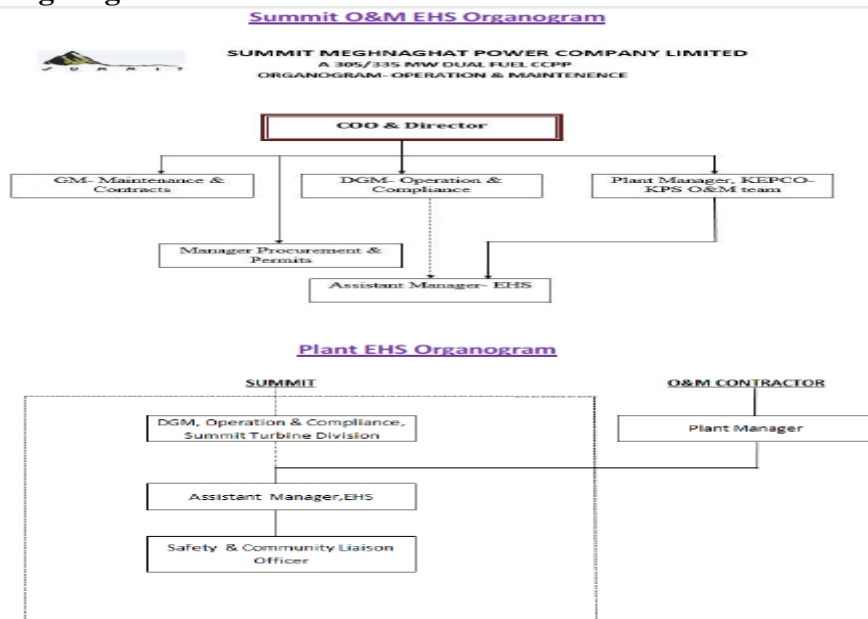 Summit O&M EHS Organogram
SUMMIT
SUMMIT MEGHNAGHAT POWER COMPANY LIMITED
A 305/335 MW DUAL FUEL CCPP
ORGANOGRAM- OPERATION & MAINTENENCE
COO & Director
GM- Maintenance &
Contracts
DGM- Operation &
Compliance
Plant Manager, KEPCO-
KPS O&M team
Manager Procurement &
Permits
Assistant Manager- EHS
Plant EHS Organogram
SUMMIT
O&M CONTRACTOR
DGM, Operation & Compliance,
Summit Turbine Division
Plant Manager
Assistant Manager,EHS
Safety & Community Liaison
Officer